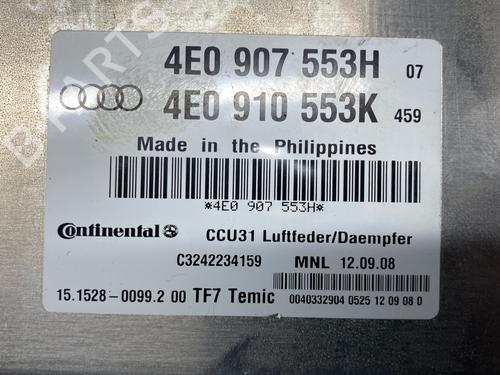 4E0 907 553H 07
4E0 910 553K 459
Made in the Philippines
*4E0 907 553H*
Continental CCU31 Luftfeder/Daempfer
C3242234159 MNL 12.09.08
15.1528-0099.2 00 TF7 Temic 0040332904 0525 12 09 08 0